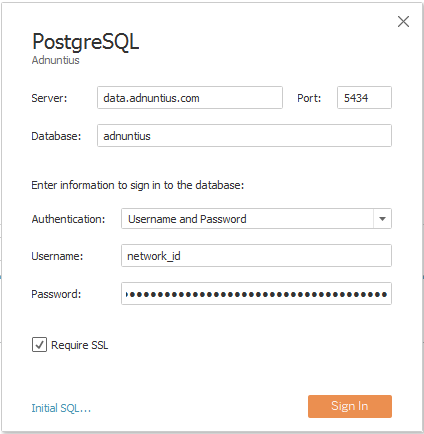 PostgreSQL
Adnuntius
Server: data.adnuntius.com Port: 5434
Database: adnuntius
Enter information to sign in to the database:
Authentication: Username and Password
Username: network_id
Password: ••••••••••••••••••••••••••••••••••••••
Require SSL
Initial SQL... Sign In